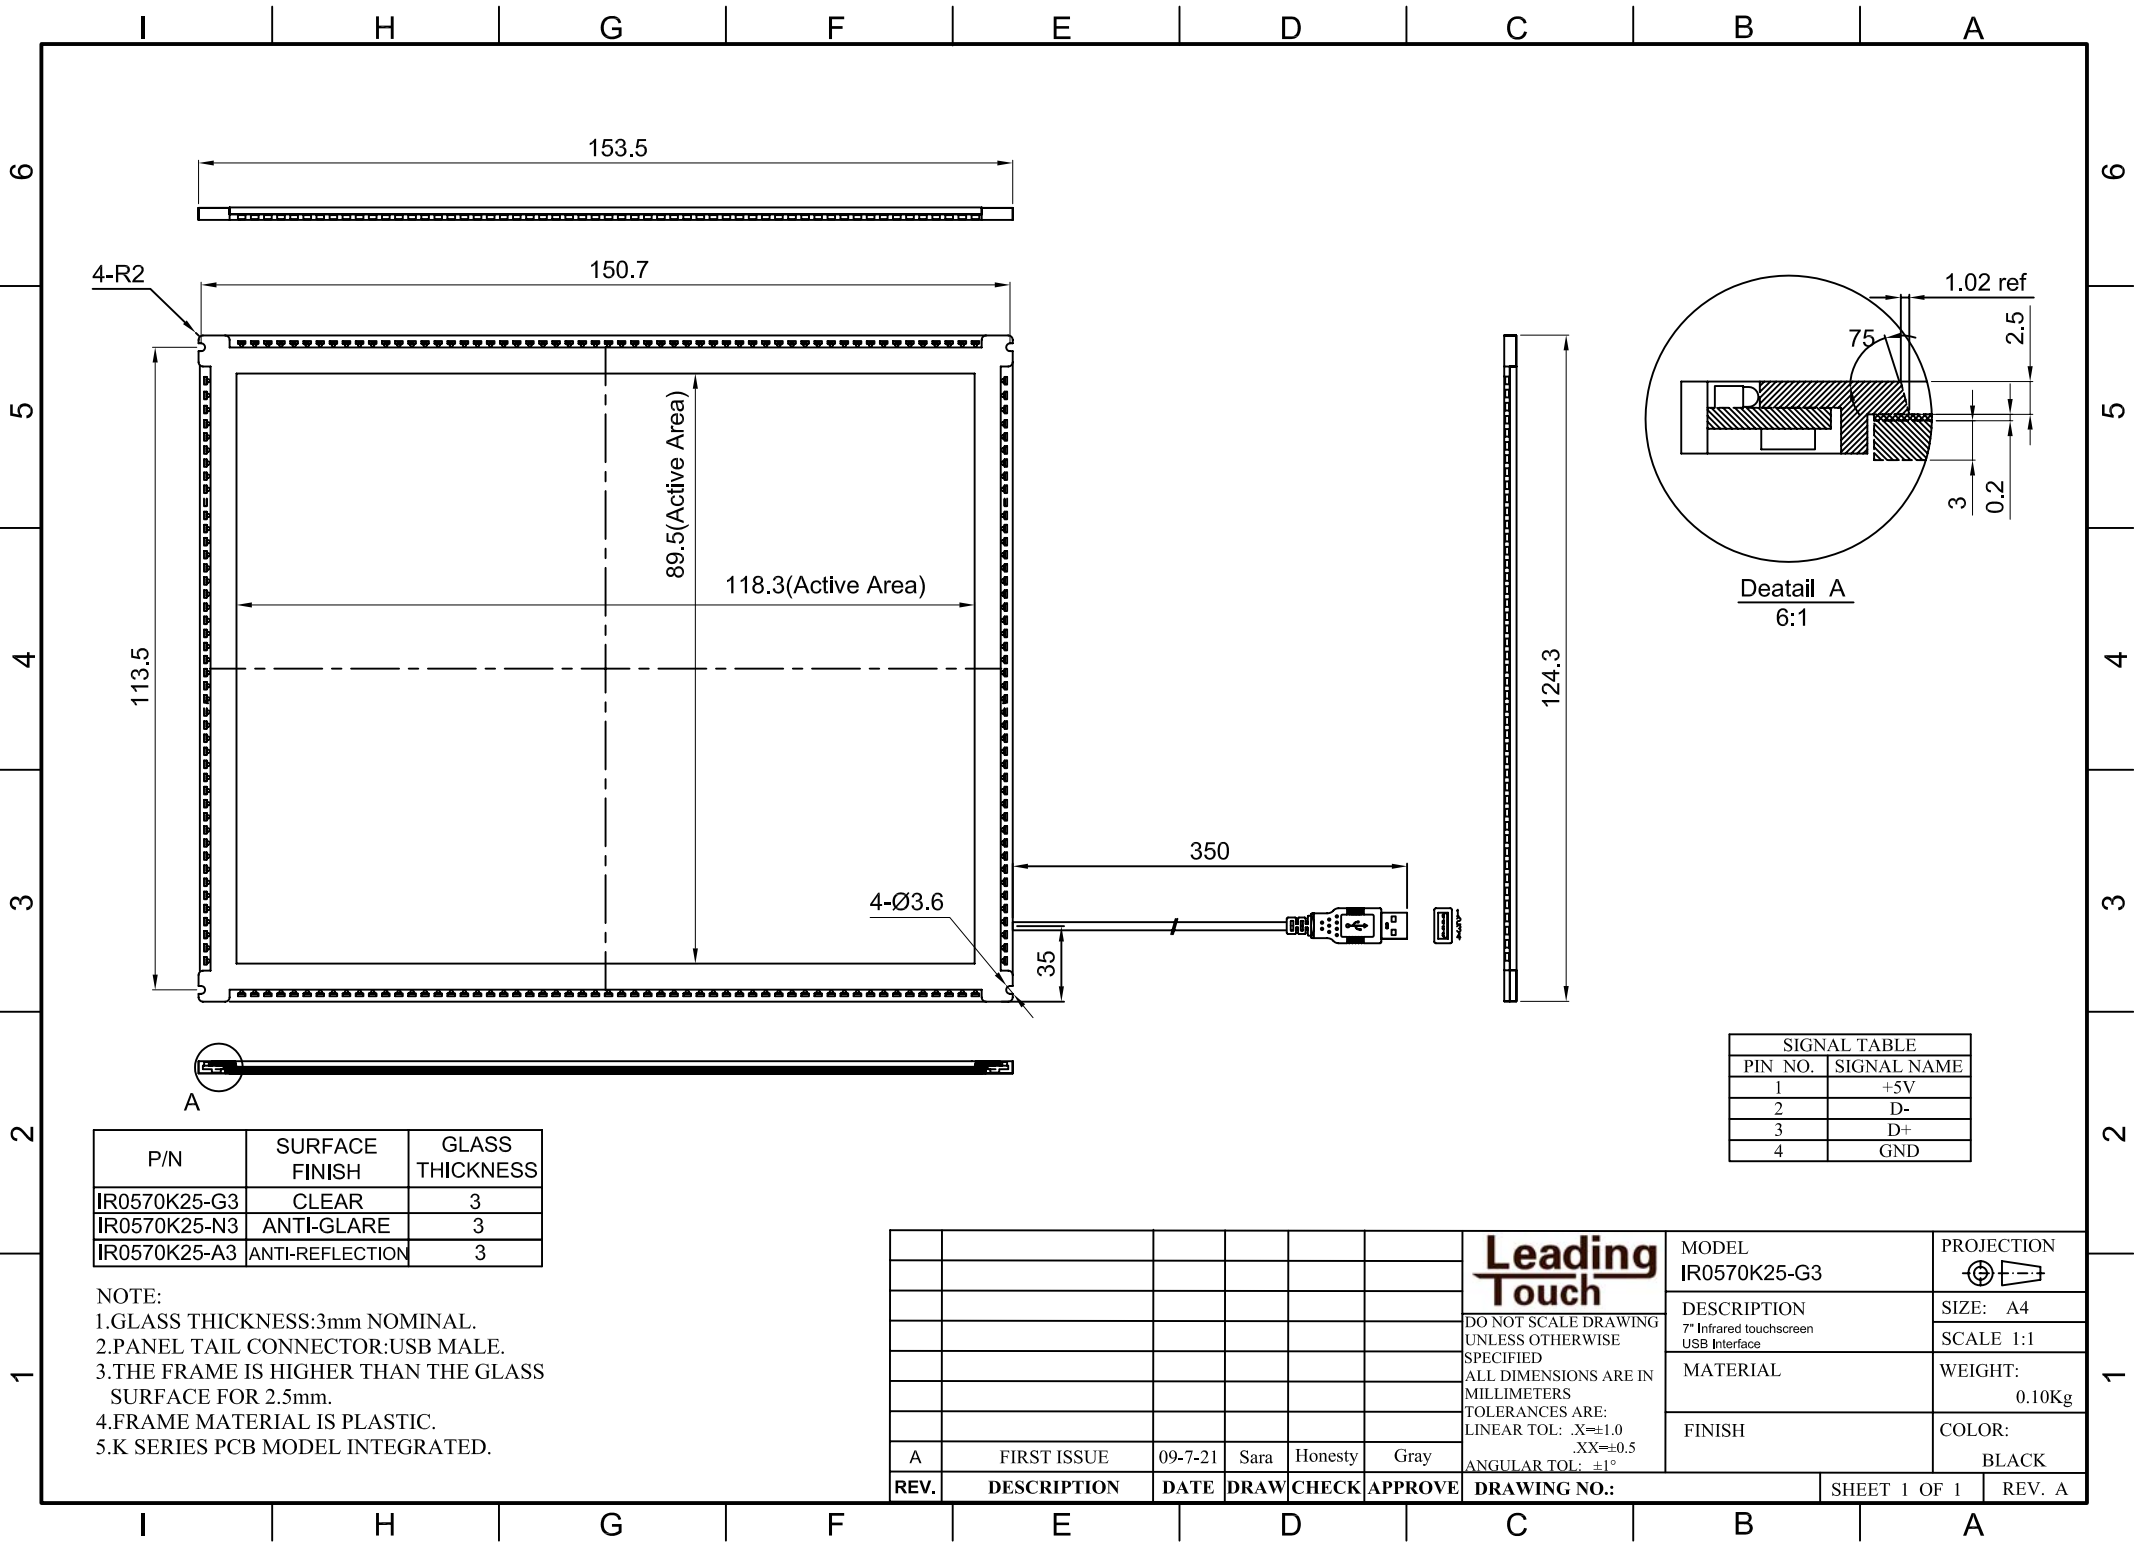 I H G F E D C B A
6 6
5 5
4 4
3 3
2 2
1 1
153.5
4-R2
150.7
89.5(Active Area)
118.3(Active Area)
113.5
4-Ø3.6
350
35
124.3
1.02 ref
75
2.5
3
0.2
Deatail A
6:1
A
SIGNAL TABLE
PIN NO. SIGNAL NAME
1 +5V
2 D-
3 D+
4 GND
P/N SURFACE FINISH GLASS THICKNESS
IR0570K25-G3 CLEAR 3
IR0570K25-N3 ANTI-GLARE 3
IR0570K25-A3 ANTI-REFLECTION 3
NOTE:
1.GLASS THICKNESS:3mm NOMINAL.
2.PANEL TAIL CONNECTOR:USB MALE.
3.THE FRAME IS HIGHER THAN THE GLASS
SURFACE FOR 2.5mm.
4.FRAME MATERIAL IS PLASTIC.
5.K SERIES PCB MODEL INTEGRATED.
A FIRST ISSUE 09-7-21 Sara Honesty Gray
REV. DESCRIPTION DATE DRAW CHECK APPROVE
Leading
Touch
DO NOT SCALE DRAWING
UNLESS OTHERWISE
SPECIFIED
ALL DIMENSIONS ARE IN
MILLIMETERS
TOLERANCES ARE:
LINEAR TOL: .X=±1.0
.XX=±0.5
ANGULAR TOL: ±1°
DRAWING NO.:
MODEL
IR0570K25-G3
DESCRIPTION
7" Infrared touchscreen
USB Interface
MATERIAL
FINISH
PROJECTION
SIZE: A4
SCALE 1:1
WEIGHT:
0.10Kg
COLOR:
BLACK
SHEET 1 OF 1
REV. A
I H G F E D C B A